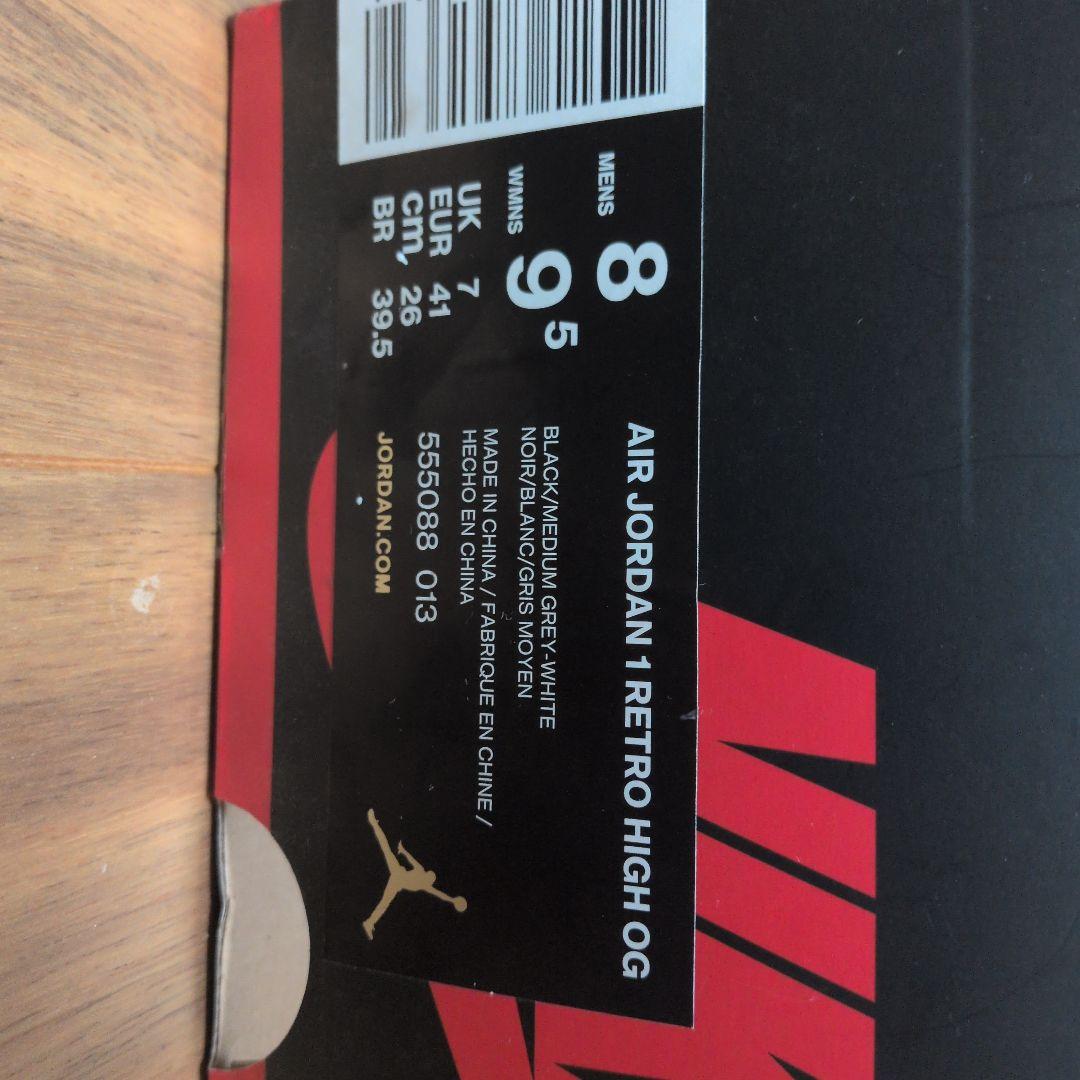 AIR JORDAN 1 RETRO HIGH OG
BLACK/MEDIUM GREY-WHITE
NOIR/BLANC/GRIS MOYEN
MADE IN CHINA / FABRIQUE EN CHINE /
HECHO EN CHINA
555088 013
JORDAN.COM
MENS 8
WMNS 9 5
UK 7
EUR 41
cm 26
BR 39.5